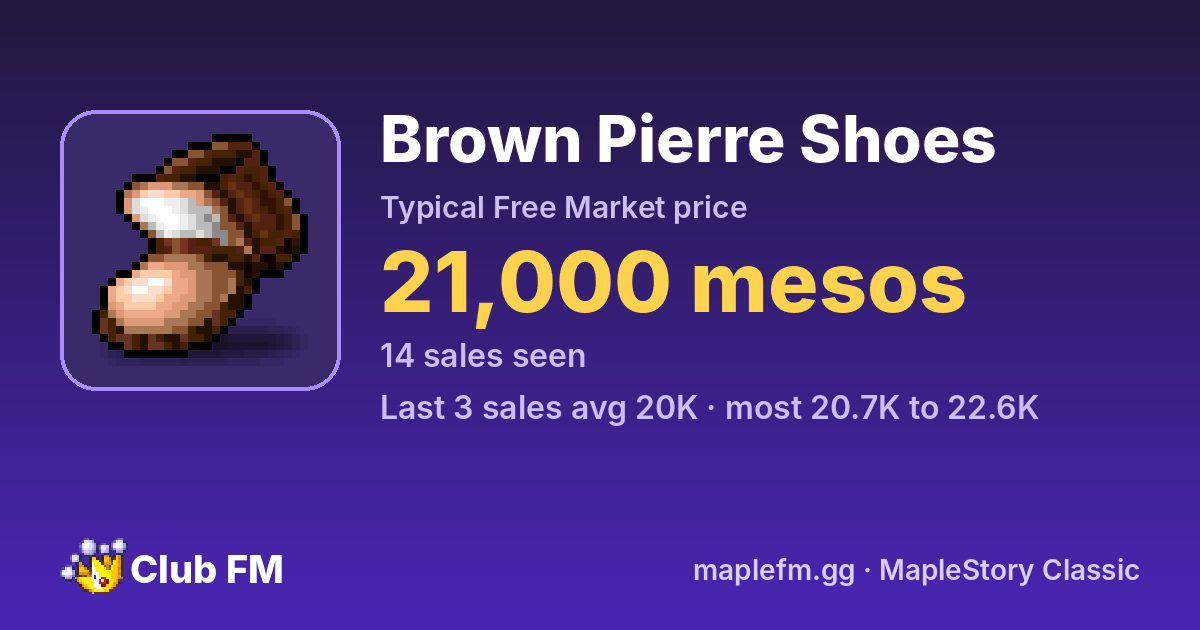 Brown Pierre Shoes
Typical Free Market price
21,000 mesos
14 sales seen
Last 3 sales avg 20K · most 20.7K to 22.6K
Club FM
maplefm.gg · MapleStory Classic